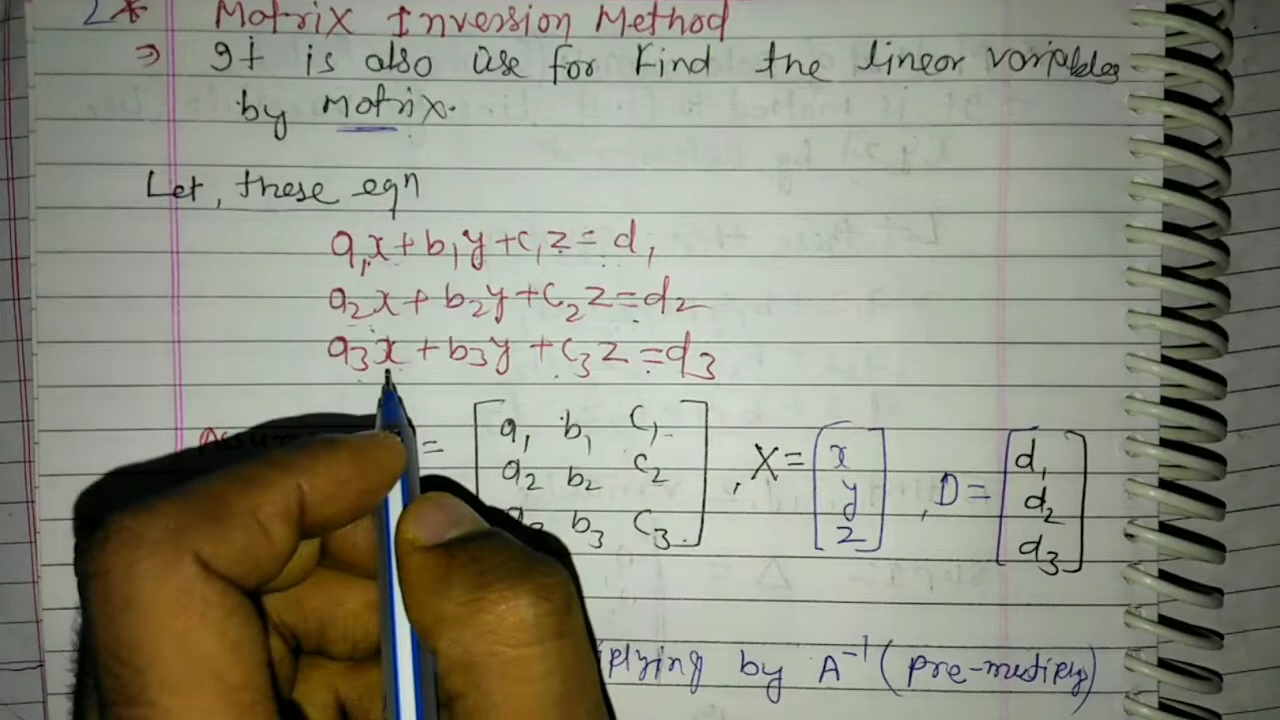 2* Matrix Inversion Method
⇒ It is also use for Find the linear variables
by Matrix.
Let, these eqn
a₁x + b₁y + c₁z = d₁
a₂x + b₂y + c₂z = d₂
a₃x + b₃y + c₃z = d₃
= [a₁ b₁ c₁ , X = [x , D = [d₁
a₂ b₂ c₂ y d₂
b₃ c₃] z] d₃]
by A⁻¹ (pre-multiply)